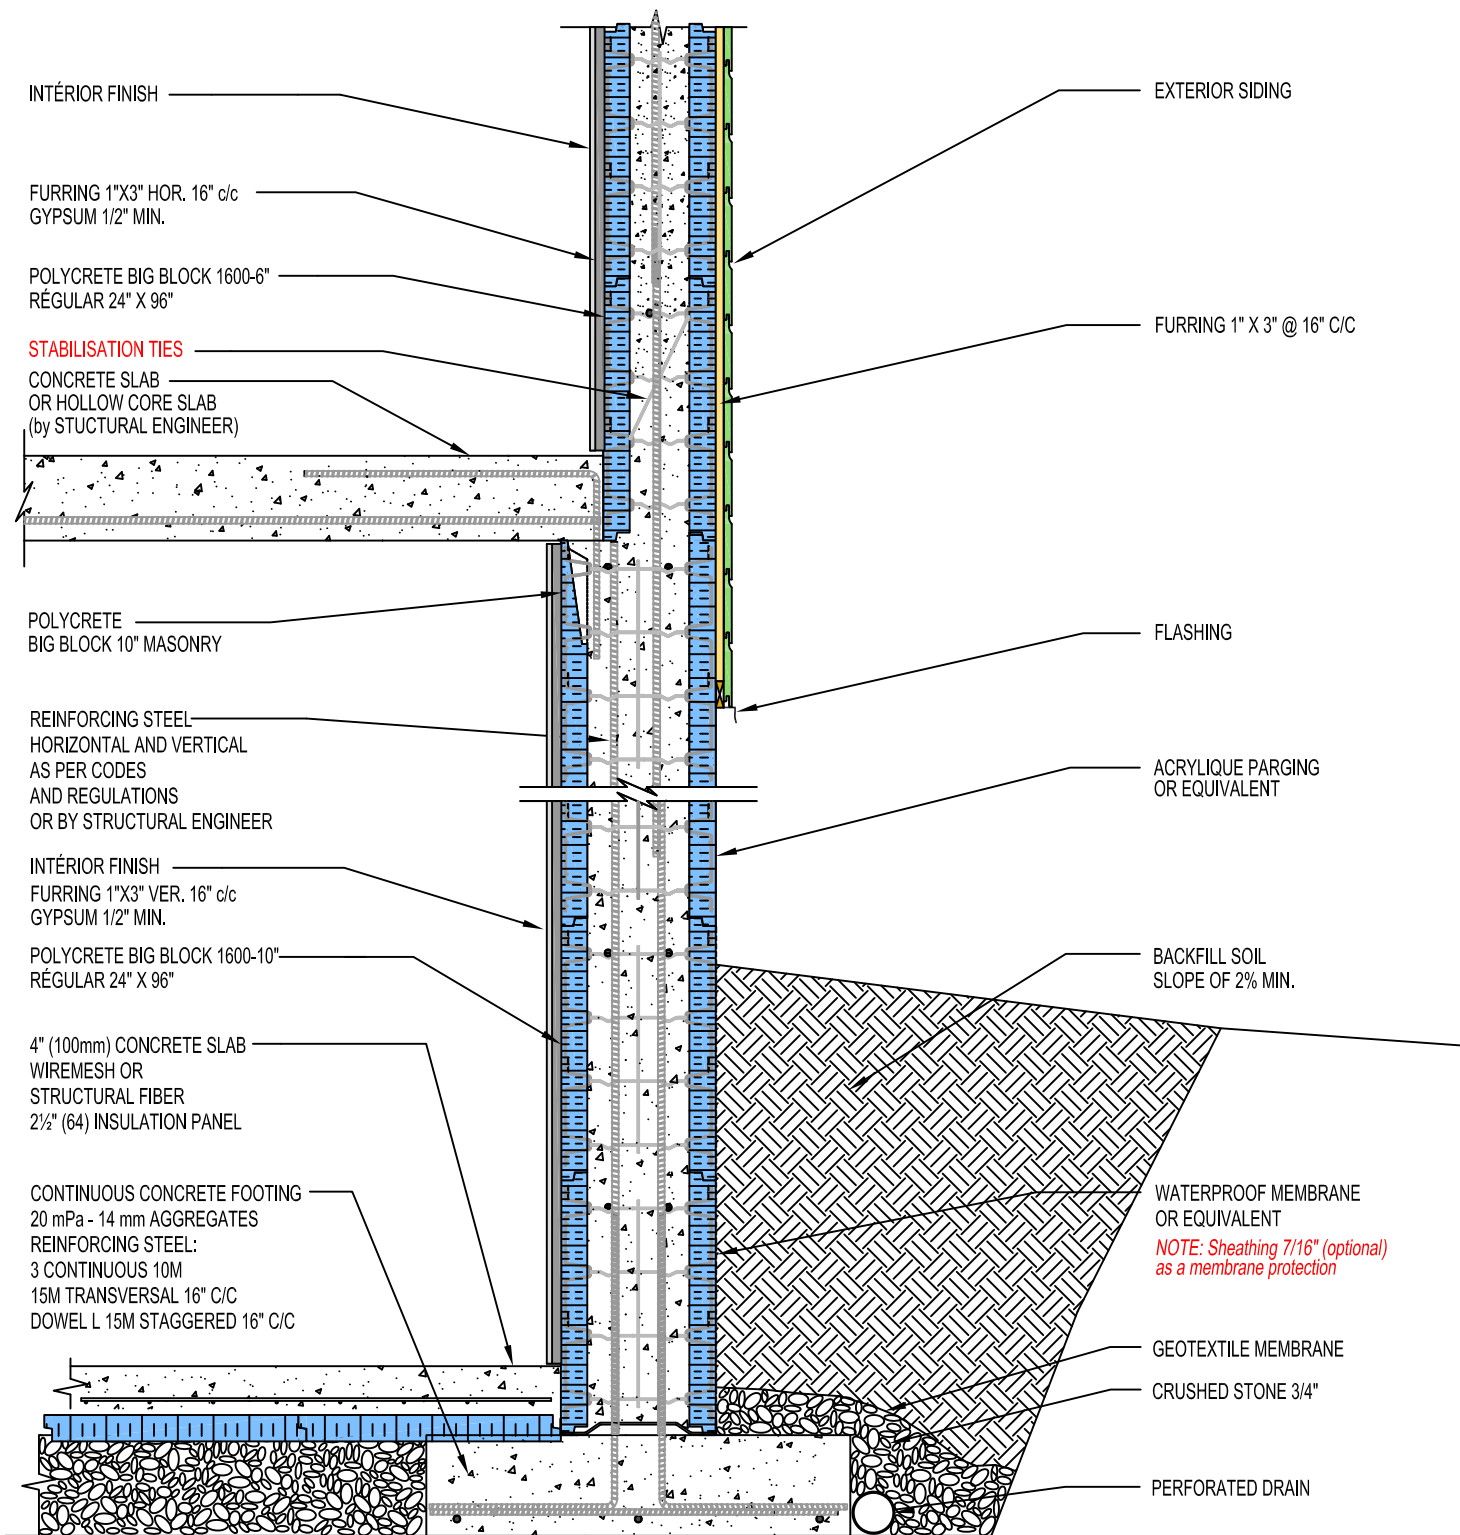 INTÉRIOR FINISH
FURRING 1"X3" HOR. 16" c/c
GYPSUM 1/2" MIN.
POLYCRETE BIG BLOCK 1600-6"
RÉGULAR 24" X 96"
STABILISATION TIES
CONCRETE SLAB
OR HOLLOW CORE SLAB
(by STUCTURAL ENGINEER)
POLYCRETE
BIG BLOCK 10" MASONRY
REINFORCING STEEL
HORIZONTAL AND VERTICAL
AS PER CODES
AND REGULATIONS
OR BY STRUCTURAL ENGINEER
INTÉRIOR FINISH
FURRING 1"X3" VER. 16" c/c
GYPSUM 1/2" MIN.
POLYCRETE BIG BLOCK 1600-10"
RÉGULAR 24" X 96"
4" (100mm) CONCRETE SLAB
WIREMESH OR
STRUCTURAL FIBER
2½" (64) INSULATION PANEL
CONTINUOUS CONCRETE FOOTING
20 mPa - 14 mm AGGREGATES
REINFORCING STEEL:
3 CONTINUOUS 10M
15M TRANSVERSAL 16" C/C
DOWEL L 15M STAGGERED 16" C/C
EXTERIOR SIDING
FURRING 1" X 3" @ 16" C/C
FLASHING
ACRYLIQUE PARGING
OR EQUIVALENT
BACKFILL SOIL
SLOPE OF 2% MIN.
WATERPROOF MEMBRANE
OR EQUIVALENT
NOTE: Sheathing 7/16" (optional)
as a membrane protection
GEOTEXTILE MEMBRANE
CRUSHED STONE 3/4"
PERFORATED DRAIN